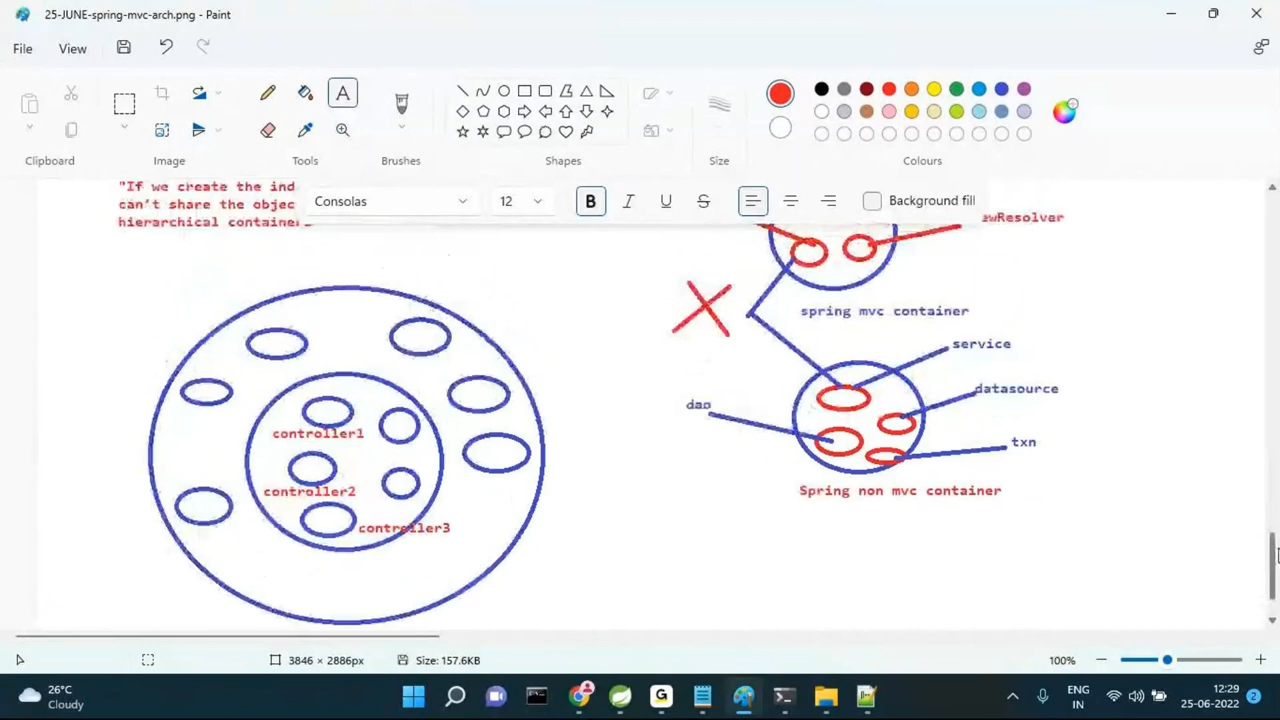 25-JUNE-spring-mvc-arch.png - Paint
File
View
Clipboard
Image
Tools
Brushes
Shapes
Size
Colours
Consolas
12
B
I
U
S
Background fill
"If we create the ind
can't share the objec
hierarchical container
ewResolver
spring mvc container
service
datasource
dao
txn
Spring non mvc container
controller1
controller2
controller3
3846 × 2886px
Size: 157.6KB
100%
26°C
Cloudy
ENG
IN
12:29
25-06-2022
2